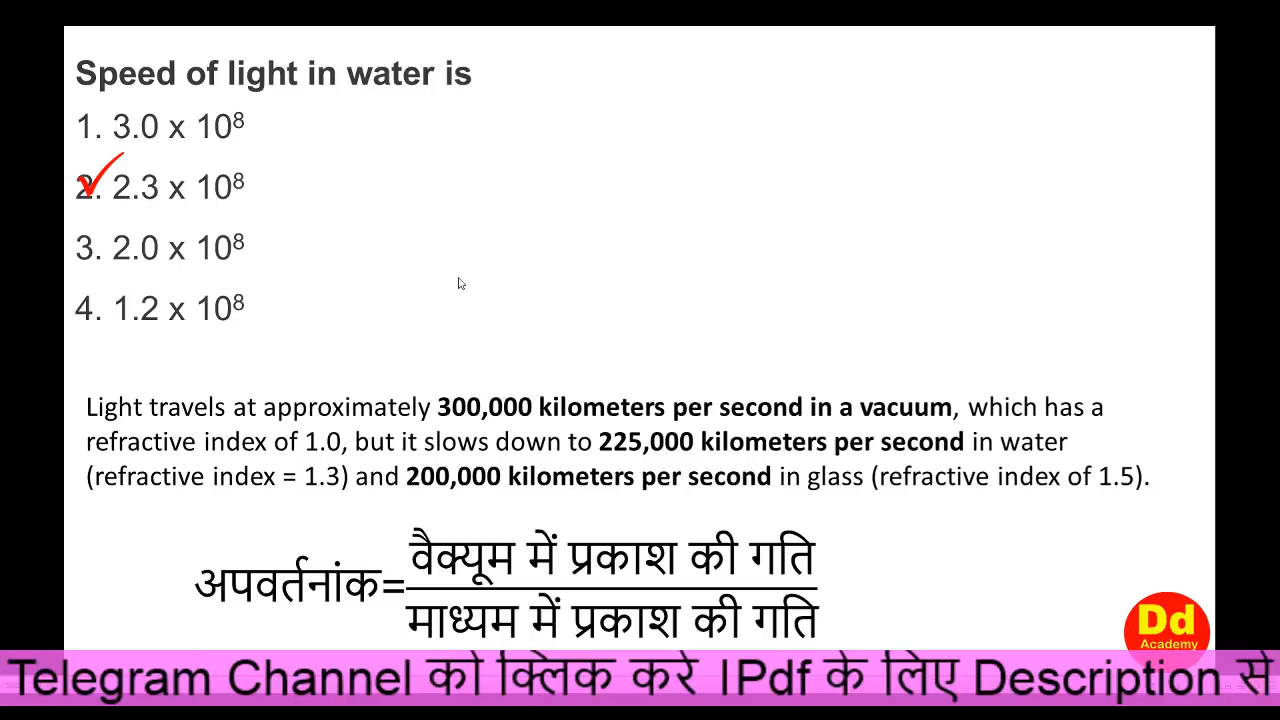 Speed of light in water is
1. 3.0 x 10⁸
2. 2.3 x 10⁸
3. 2.0 x 10⁸
4. 1.2 x 10⁸
Light travels at approximately 300,000 kilometers per second in a vacuum, which has a
refractive index of 1.0, but it slows down to 225,000 kilometers per second in water
(refractive index = 1.3) and 200,000 kilometers per second in glass (refractive index of 1.5).
वैक्यूम में प्रकाश की गति
अपवर्तनांक=
माध्यम में प्रकाश की गति
Dd
Academy
Telegram Channel को क्लिक करे ।Pdf के लिए Description से